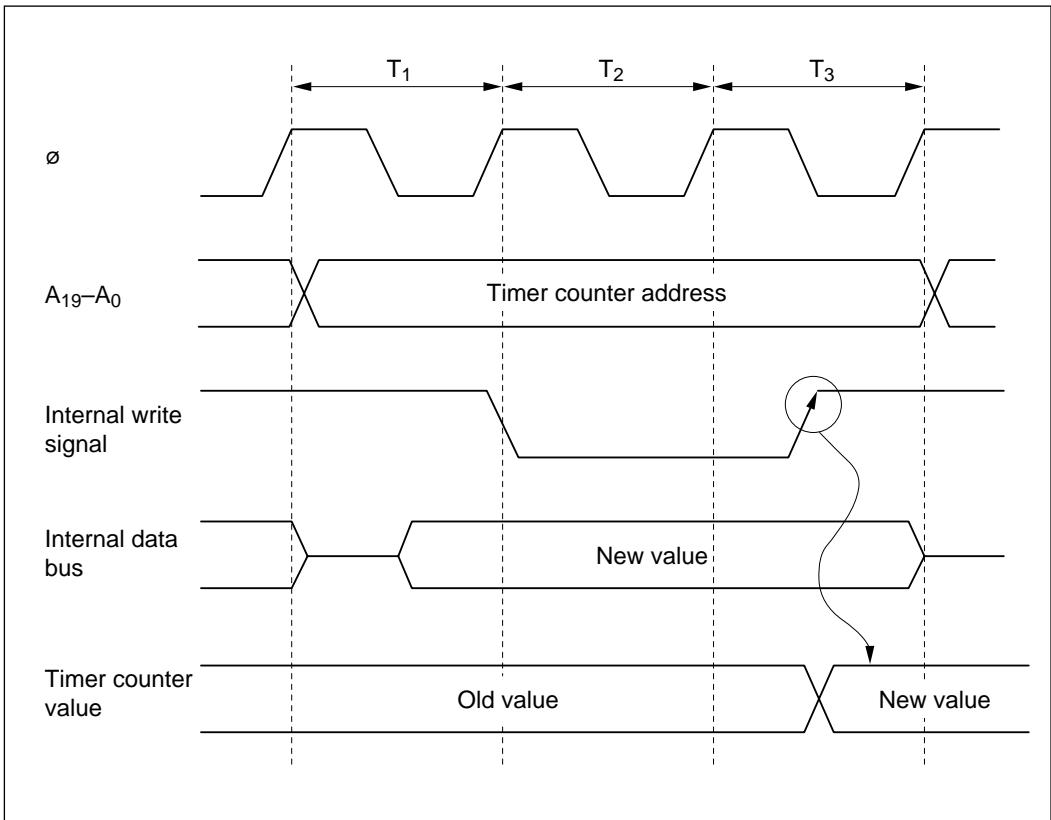 T₁ T₂ T₃
ø
A₁₉–A₀
Timer counter address
Internal write
signal
Internal data
bus
New value
Timer counter
value
Old value
New value